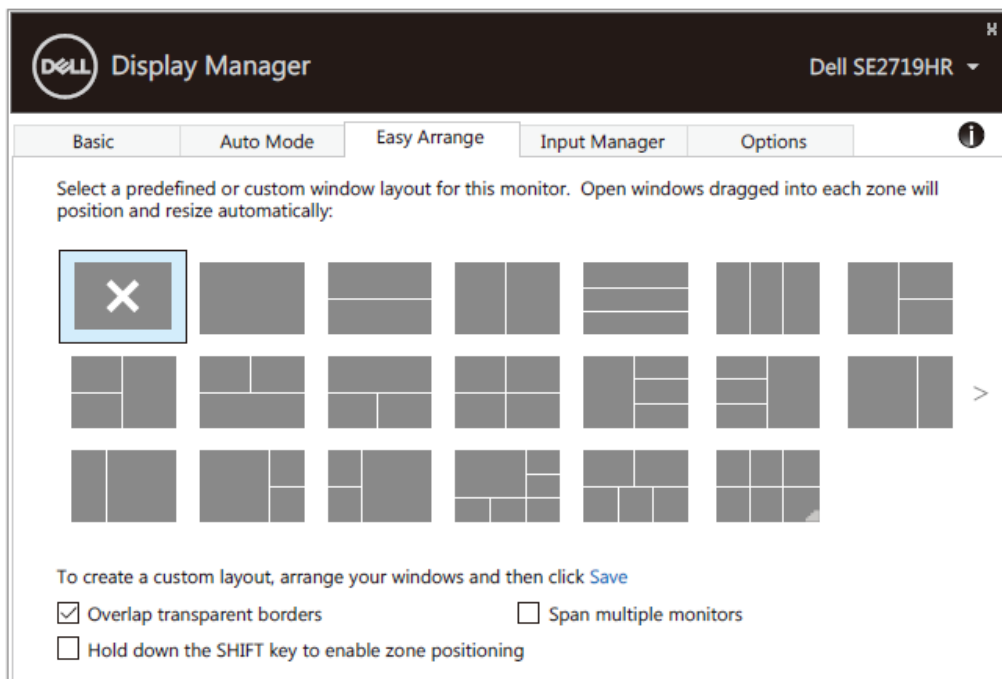 DELL Display Manager
Dell SE2719HR
Basic
Auto Mode
Easy Arrange
Input Manager
Options
Select a predefined or custom window layout for this monitor. Open windows dragged into each zone will
position and resize automatically:
>
To create a custom layout, arrange your windows and then click Save
Overlap transparent borders
Span multiple monitors
Hold down the SHIFT key to enable zone positioning